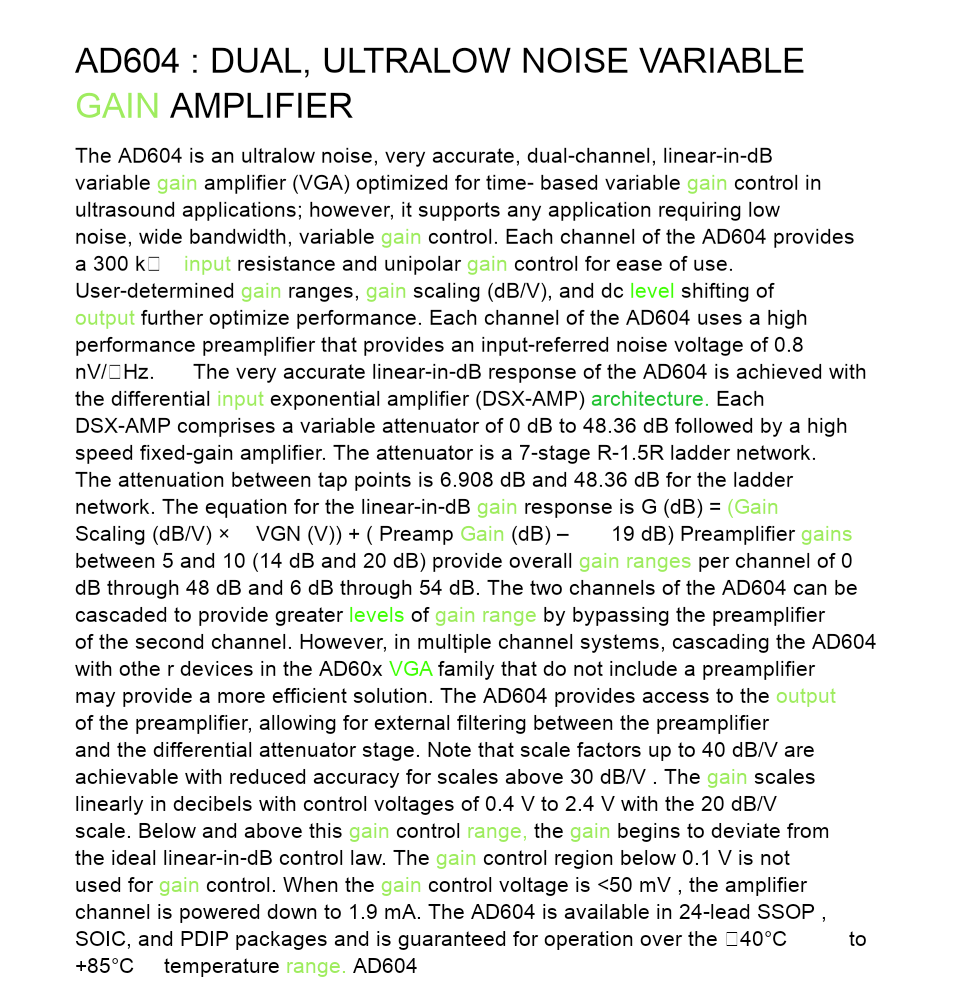 AD604 : DUAL, ULTRALOW NOISE VARIABLE
GAIN AMPLIFIER
The AD604 is an ultralow noise, very accurate, dual-channel, linear-in-dB
variable gain amplifier (VGA) optimized for time- based variable gain control in
ultrasound applications; however, it supports any application requiring low
noise, wide bandwidth, variable gain control. Each channel of the AD604 provides
a 300 k□ input resistance and unipolar gain control for ease of use.
User-determined gain ranges, gain scaling (dB/V), and dc level shifting of
output further optimize performance. Each channel of the AD604 uses a high
performance preamplifier that provides an input-referred noise voltage of 0.8
nV/□Hz. The very accurate linear-in-dB response of the AD604 is achieved with
the differential input exponential amplifier (DSX-AMP) architecture. Each
DSX-AMP comprises a variable attenuator of 0 dB to 48.36 dB followed by a high
speed fixed-gain amplifier. The attenuator is a 7-stage R-1.5R ladder network.
The attenuation between tap points is 6.908 dB and 48.36 dB for the ladder
network. The equation for the linear-in-dB gain response is G (dB) = (Gain
Scaling (dB/V) × VGN (V)) + ( Preamp Gain (dB) – 19 dB) Preamplifier gains
between 5 and 10 (14 dB and 20 dB) provide overall gain ranges per channel of 0
dB through 48 dB and 6 dB through 54 dB. The two channels of the AD604 can be
cascaded to provide greater levels of gain range by bypassing the preamplifier
of the second channel. However, in multiple channel systems, cascading the AD604
with othe r devices in the AD60x VGA family that do not include a preamplifier
may provide a more efficient solution. The AD604 provides access to the output
of the preamplifier, allowing for external filtering between the preamplifier
and the differential attenuator stage. Note that scale factors up to 40 dB/V are
achievable with reduced accuracy for scales above 30 dB/V . The gain scales
linearly in decibels with control voltages of 0.4 V to 2.4 V with the 20 dB/V
scale. Below and above this gain control range, the gain begins to deviate from
the ideal linear-in-dB control law. The gain control region below 0.1 V is not
used for gain control. When the gain control voltage is <50 mV , the amplifier
channel is powered down to 1.9 mA. The AD604 is available in 24-lead SSOP ,
SOIC, and PDIP packages and is guaranteed for operation over the □40°C to
+85°C temperature range. AD604